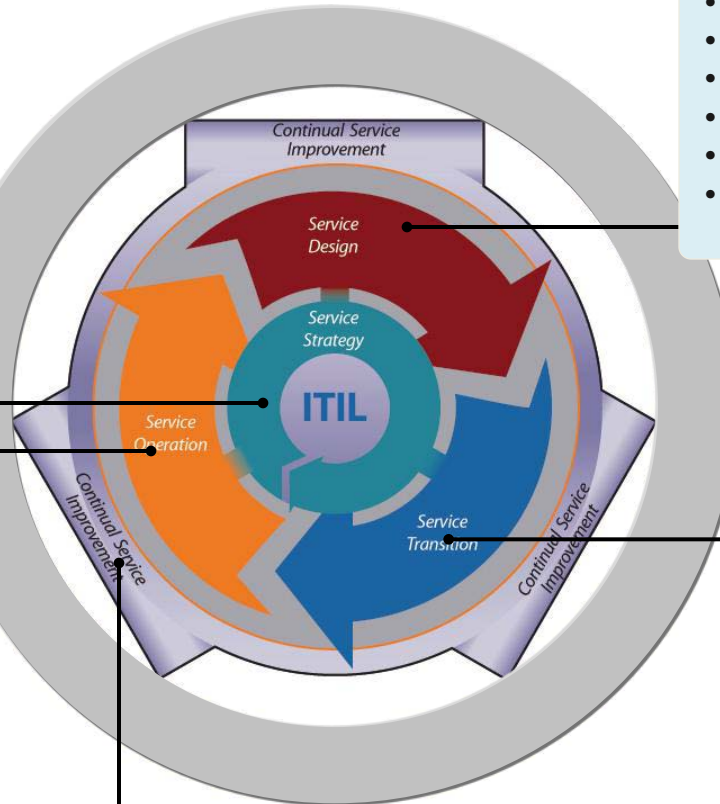 Continual Service
Improvement
Service
Design
Service
Strategy
ITIL
Service
Operation
Service
Transition
Continual Service
Improvement
Continual Service
Improvement